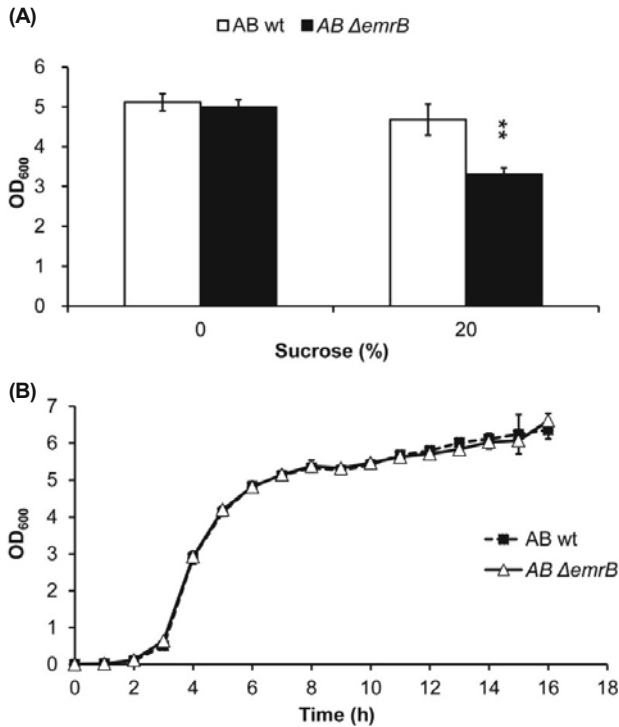 (A)
AB wt AB ΔemrB
6
5
4
3
2
1
0
OD600
**
0 20
Sucrose (%)
(B)
7
6
5
4
3
2
1
0
OD600
AB wt
AB ΔemrB
0 2 4 6 8 10 12 14 16 18
Time (h)